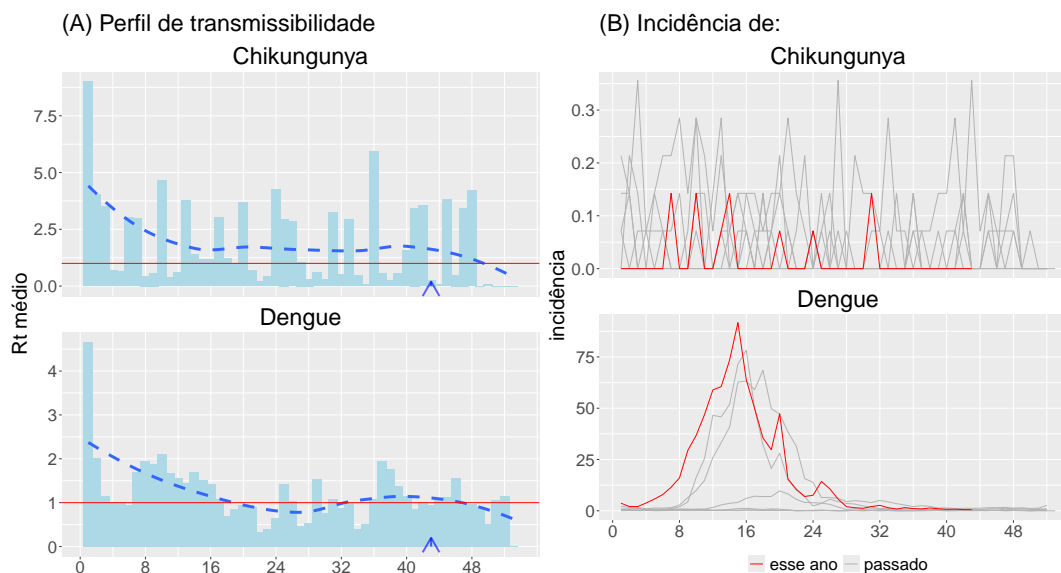 (A) Perfil de transmissibilidade
Chikungunya
7.5
5.0
2.5
0.0
Rt médio
Dengue
4
3
2
1
0
0 8 16 24 32 40 48
(B) Incidência de:
Chikungunya
0.3
0.2
0.1
0.0
incidência
Dengue
75
50
25
0
0 8 16 24 32 40 48
esse ano passado